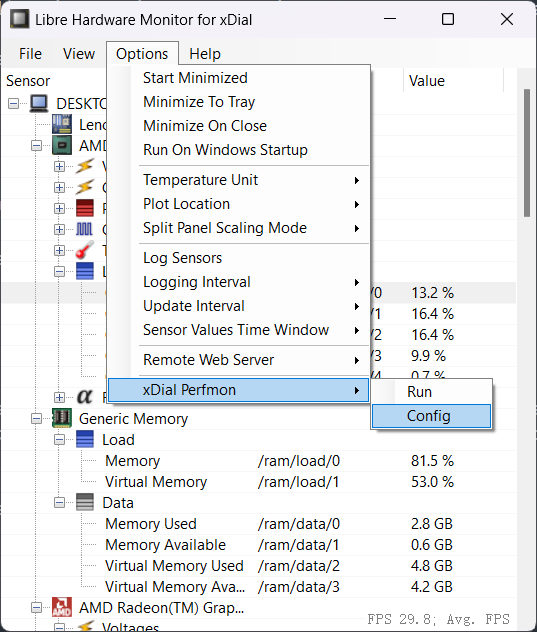 Libre Hardware Monitor for xDial
File View Options Help
Sensor Value
DESKTO
Leno
AMD
Start Minimized
Minimize To Tray
Minimize On Close
Run On Windows Startup
Temperature Unit
Plot Location
Split Panel Scaling Mode
Log Sensors
Logging Interval
Update Interval
Sensor Values Time Window
Remote Web Server
xDial Perfmon
Run
Config
/0 13.2 %
/1 16.4 %
/2 16.4 %
/3 9.9 %
/4 0.7 %
Generic Memory
Load
Memory /ram/load/0 81.5 %
Virtual Memory /ram/load/1 53.0 %
Data
Memory Used /ram/data/0 2.8 GB
Memory Available /ram/data/1 0.6 GB
Virtual Memory Used /ram/data/2 4.8 GB
Virtual Memory Ava... /ram/data/3 4.2 GB
AMD Radeon(TM) Grap...
Voltages
FPS 29.8; Avg. FPS